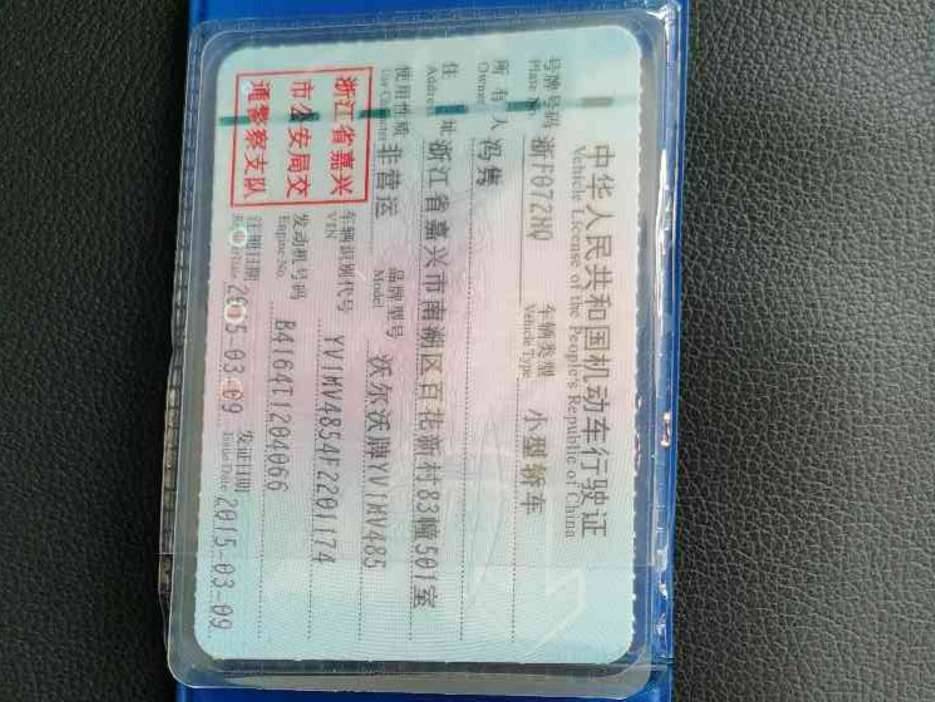 中华人民共和国机动车行驶证
Vehicle License of the People's Republic of China
号牌号码 浙F072MQ 车辆类型 小型轿车
Plate No. Vehicle Type
所有人 冯隽
Owner
住址 浙江省嘉兴市南湖区百花新村83幢501室
Address
使用性质 非营运 品牌型号 沃尔沃牌YV1MV485
Use Character Model
浙江省嘉兴
市公安局交
通警察支队
车辆识别代号 YV1MV4854F2201174
VIN
发动机号码 B4164T1204066
Engine No.
注册日期 2015-03-09 发证日期 2015-03-09
Register Date Issue Date